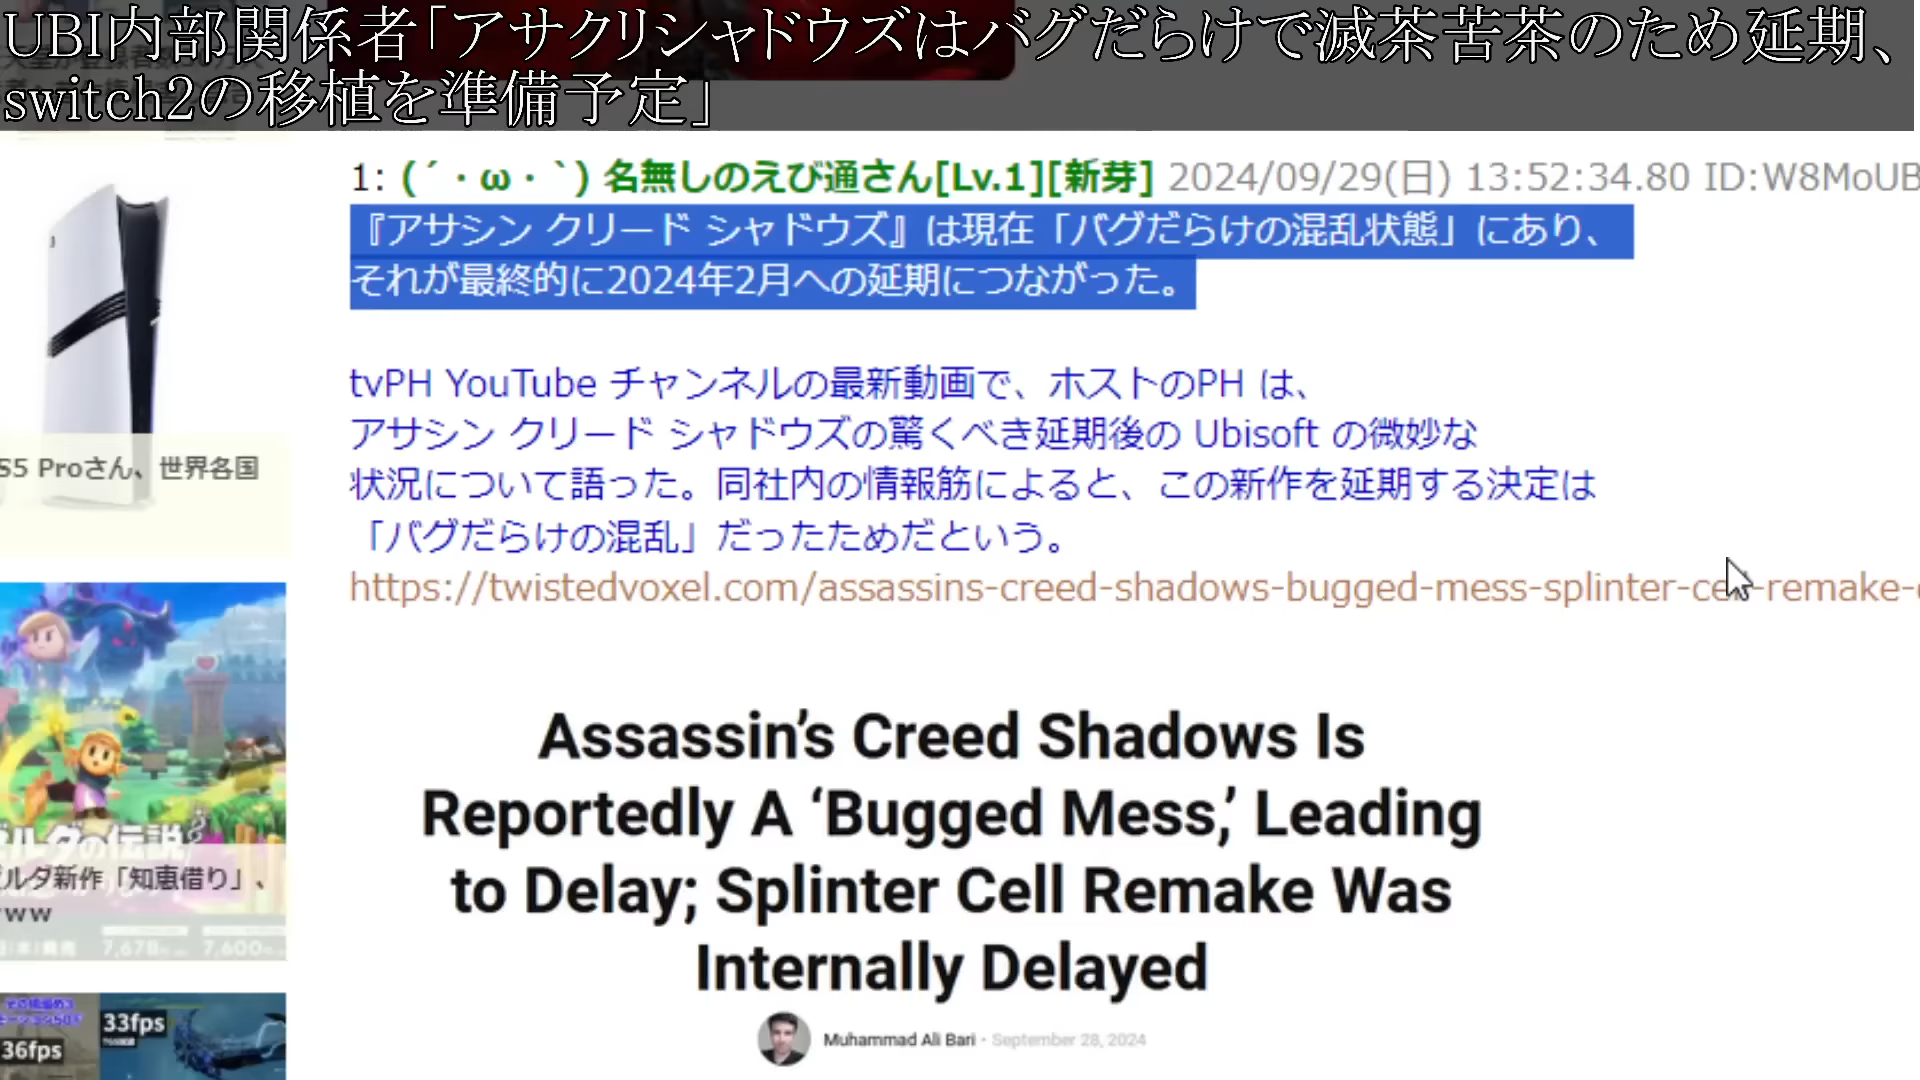 UBI内部関係者「アサクリシャドウズはバグだらけで滅茶苦茶のため延期、
switch2の移植を準備予定」
1: (´・ω・`) 名無しのえび通さん[Lv.1][新芽] 2024/09/29(日) 13:52:34.80 ID:W8MoUB
『アサシン クリード シャドウズ』は現在「バグだらけの混乱状態」にあり、
それが最終的に2024年2月への延期につながった。
tvPH YouTube チャンネルの最新動画で、ホストのPH は、
アサシン クリード シャドウズの驚くべき延期後の Ubisoft の微妙な
状況について語った。同社内の情報筋によると、この新作を延期する決定は
「バグだらけの混乱」だったためだという。
https://twistedvoxel.com/assassins-creed-shadows-bugged-mess-splinter-cell-remake-
Assassin's Creed Shadows Is
Reportedly A ‘Bugged Mess,’ Leading
to Delay; Splinter Cell Remake Was
Internally Delayed
Muhammad Ali Bari - September 28, 2024
S5 Proさん、世界各国
ゼルダの伝説
ルダ新作「知恵借り」、
ww
7,678
7,600
33fps
36fps